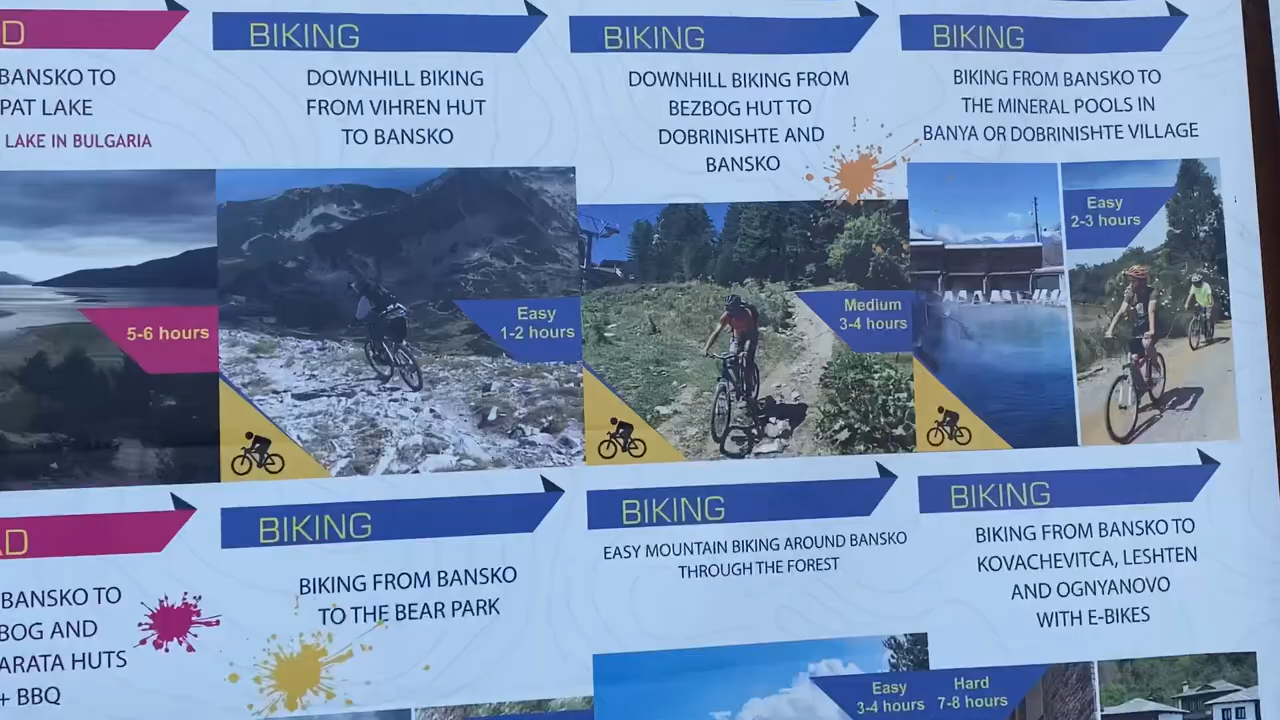 D
BANSKO TO
PAT LAKE
LAKE IN BULGARIA
5-6 hours
BIKING
DOWNHILL BIKING
FROM VIHREN HUT
TO BANSKO
Easy
1-2 hours
BIKING
DOWNHILL BIKING FROM
BEZBOG HUT TO
DOBRINISHTE AND
BANSKO
Medium
3-4 hours
BIKING
BIKING FROM BANSKO TO
THE MINERAL POOLS IN
BANYA OR DOBRINISHTE VILLAGE
Easy
2-3 hours
AD
BANSKO TO
BOG AND
ARATA HUTS
+ BBQ
BIKING
BIKING FROM BANSKO
TO THE BEAR PARK
BIKING
EASY MOUNTAIN BIKING AROUND BANSKO
THROUGH THE FOREST
Easy
3-4 hours
BIKING
BIKING FROM BANSKO TO
KOVACHEVITCA, LESHTEN
AND OGNYANOVO
WITH E-BIKES
Hard
7-8 hours